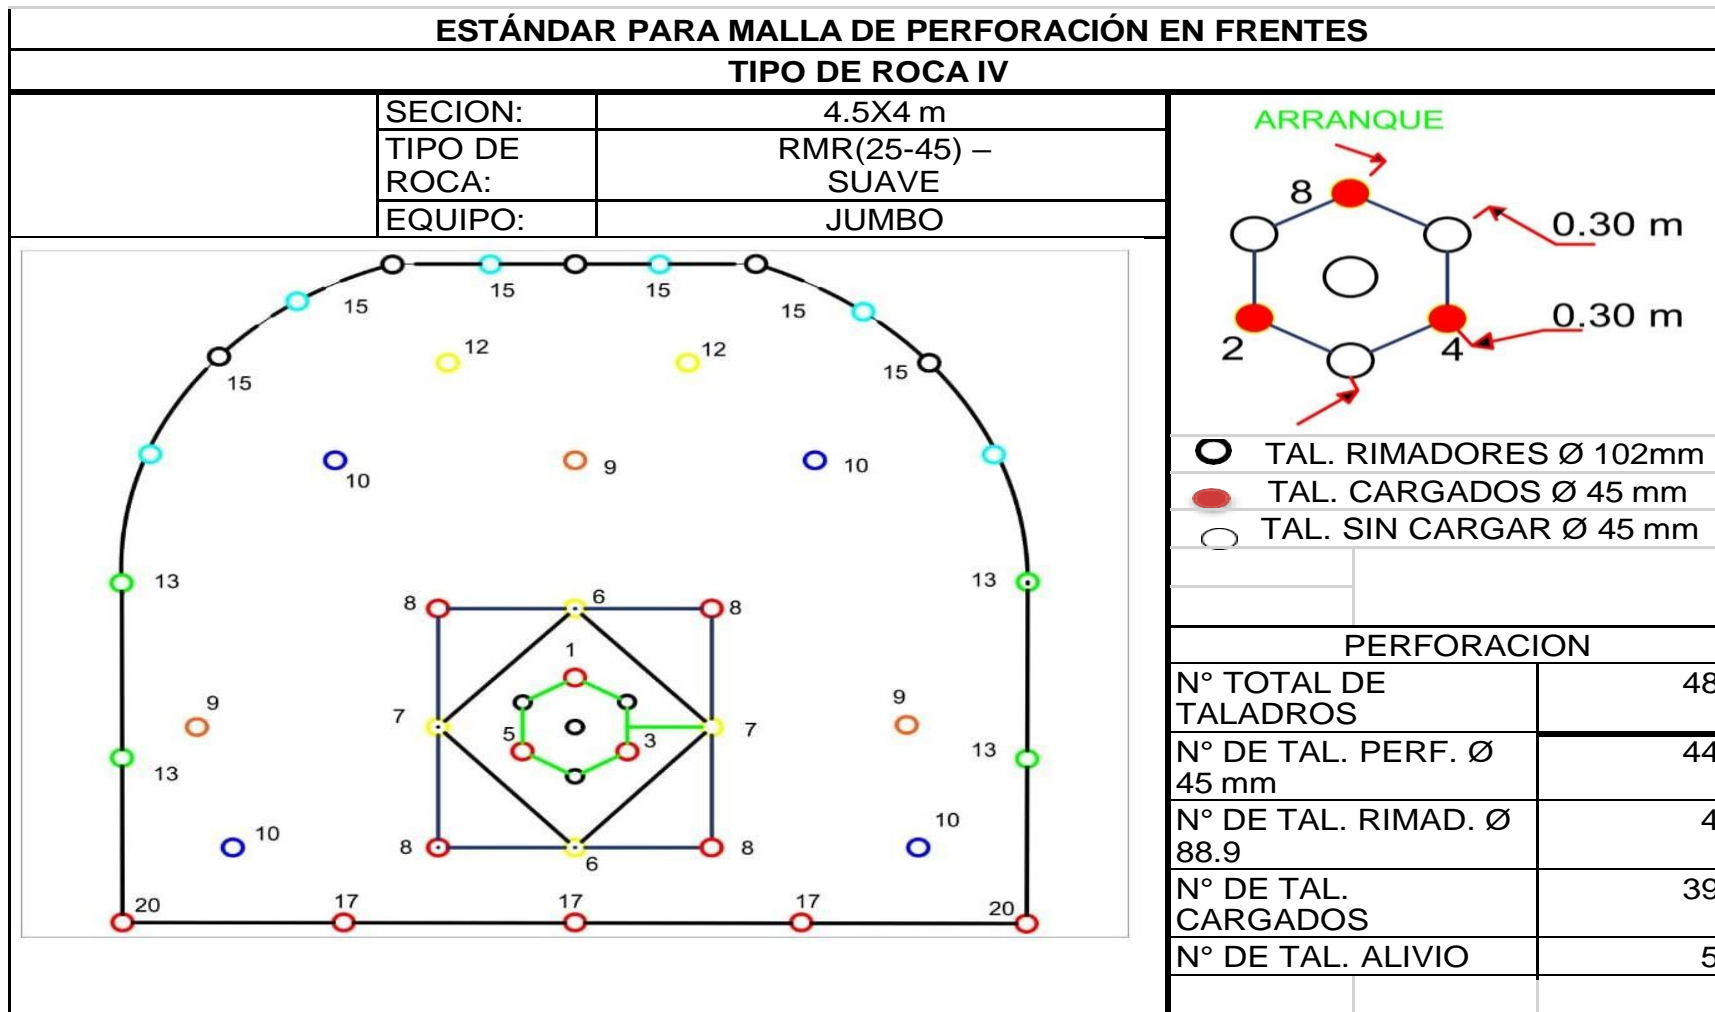 ESTÁNDAR PARA MALLA DE PERFORACIÓN EN FRENTES
TIPO DE ROCA IV
SECION: 4.5X4 m
TIPO DE ROCA: RMR(25-45) – SUAVE
EQUIPO: JUMBO
15 15 15 15
12 12
15 15
10 9 10
13 13
8 6 8
1
9 9
7 5 3 7
13 13
10 10
8 6 8
20 17 17 17 20
ARRANQUE
8
0.30 m
0.30 m
2 4
TAL. RIMADORES Ø 102mm
TAL. CARGADOS Ø 45 mm
TAL. SIN CARGAR Ø 45 mm
PERFORACION
N° TOTAL DE TALADROS 48
N° DE TAL. PERF. Ø 45 mm 44
N° DE TAL. RIMAD. Ø 88.9 4
N° DE TAL. CARGADOS 39
N° DE TAL. ALIVIO 5